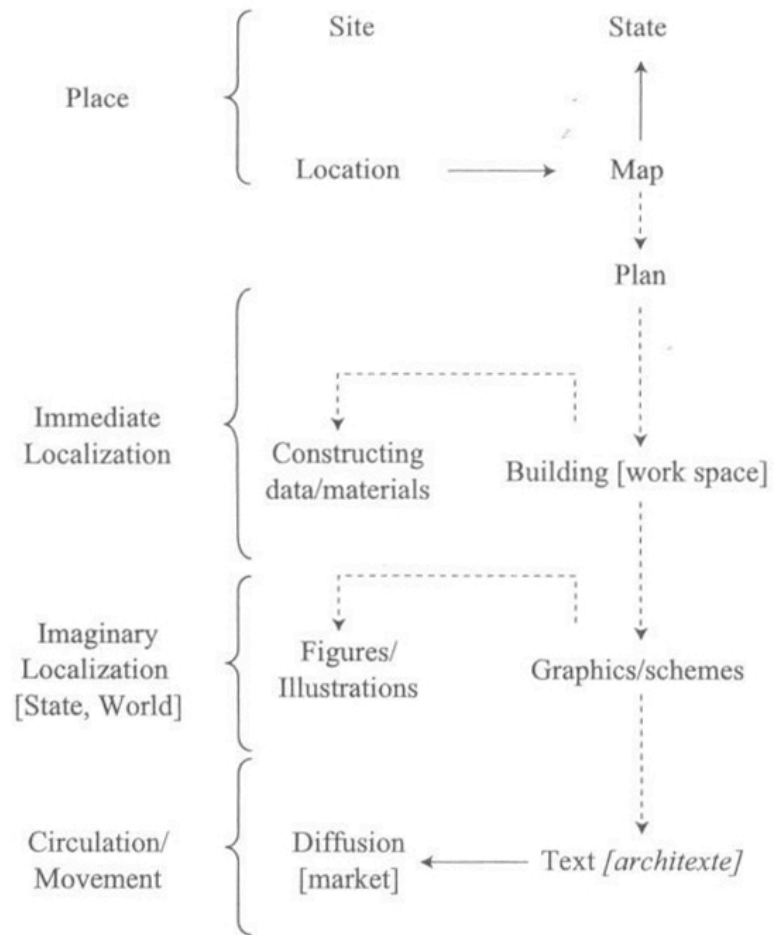 Site State
Place
Location Map
Plan
Immediate
Localization
Constructing
data/materials
Building [work space]
Imaginary
Localization
[State, World]
Figures/
Illustrations
Graphics/schemes
Circulation/
Movement
Diffusion
[market]
Text [architexte]